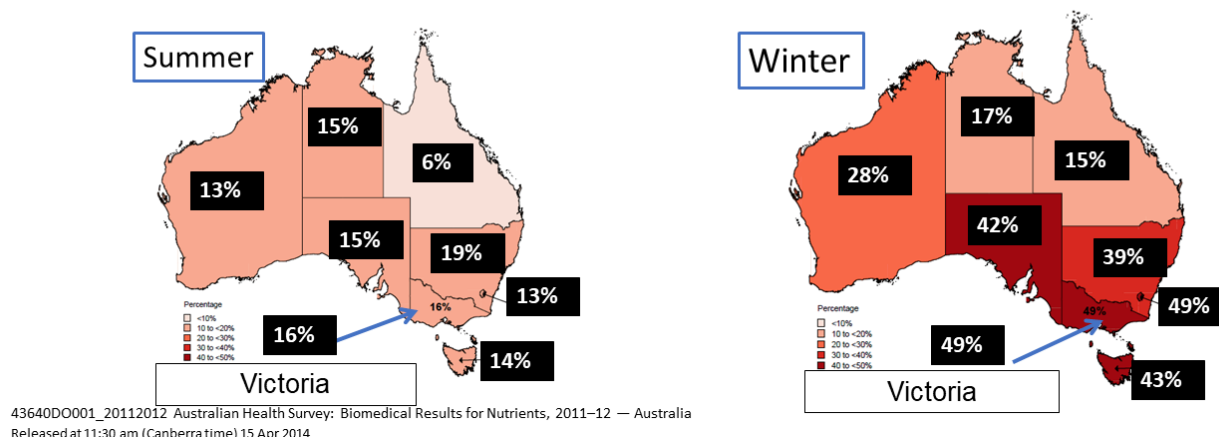 Summer
15%
6%
13%
15%
19%
13%
16%
16%
14%
Percentage
<10%
10 to <20%
20 to <30%
30 to <40%
40 to <50%
Victoria
43640DO001_20112012 Australian Health Survey: Biomedical Results for Nutrients, 2011–12 — Australia
Released at 11:30 am (Canberra time) 15 Apr 2014
Winter
17%
15%
28%
42%
39%
49%
49%
49%
43%
Percentage
<10%
10 to <20%
20 to <30%
30 to <40%
40 to <50%
Victoria